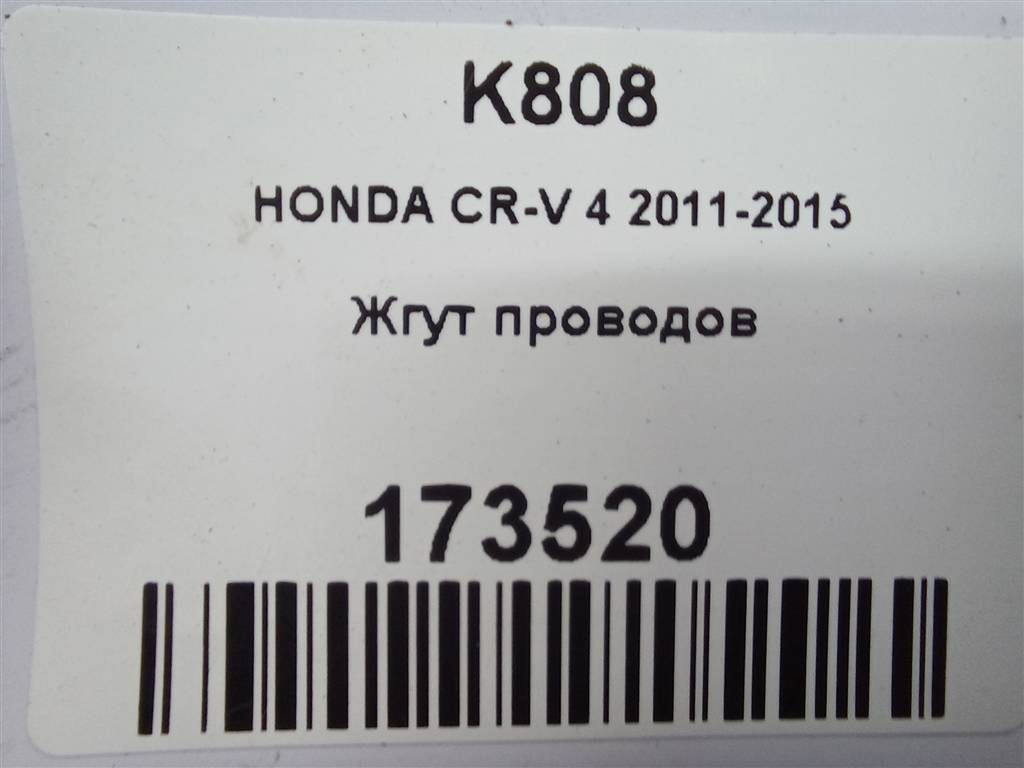 K808
HONDA CR-V 4 2011-2015
Жгут проводов
173520